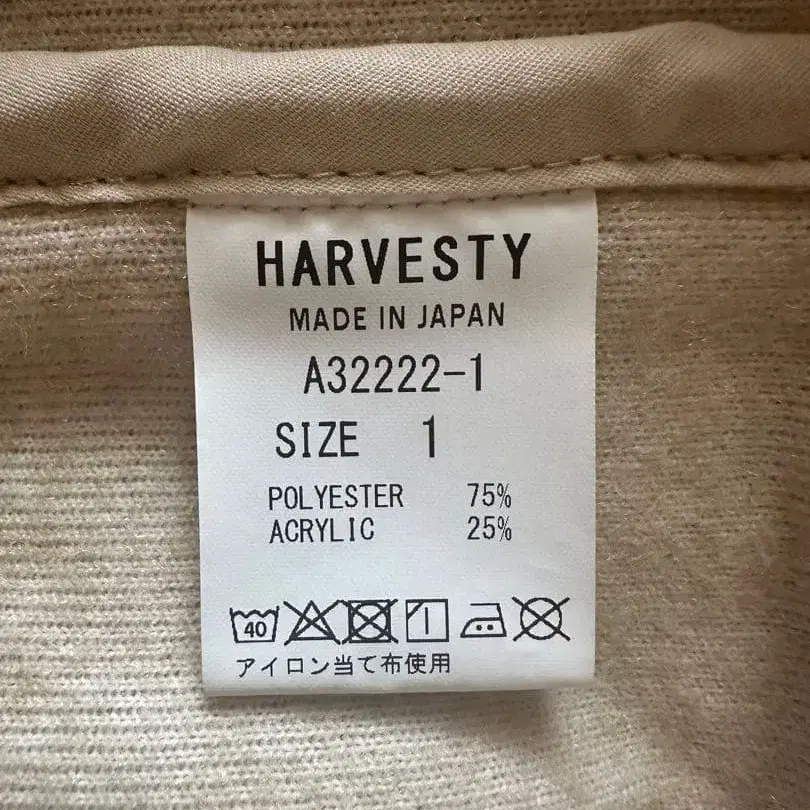 HARVESTY
MADE IN JAPAN
A32222-1
SIZE 1
POLYESTER 75%
ACRYLIC 25%
40
アイロン当て布使用